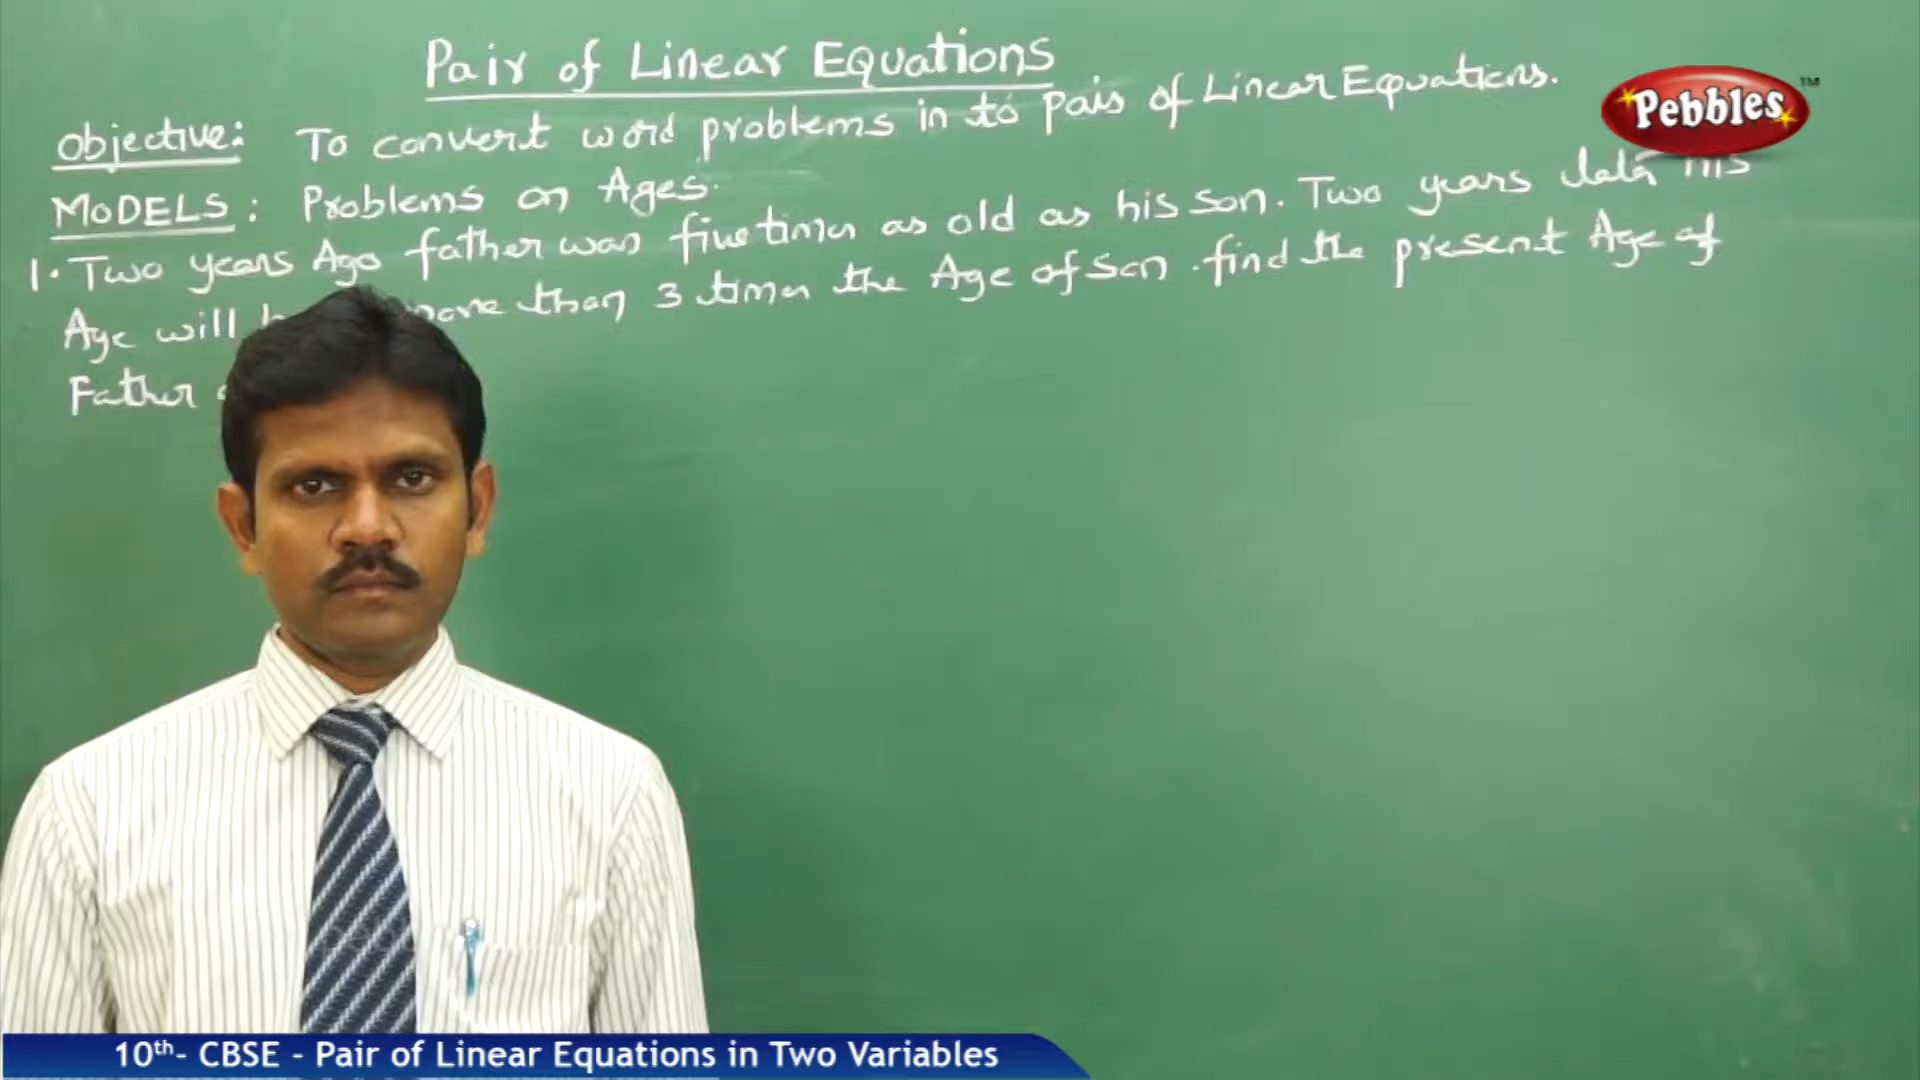 Pair of Linear Equations
Pebbles™
Objective: To convert word problems in to pair of Linear Equations.
MODELS: Problems on Ages.
1. Two years Ago father was five times as old as his son. Two years later his
Age will more than 3 times the Age of son. find the present Age of
Father
10th- CBSE - Pair of Linear Equations in Two Variables